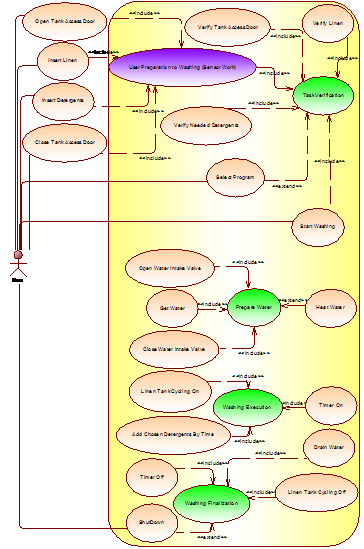 Open Tank Access Door
<<include>>
Verify Tank Access Door
Verify Linen
<<include>>
<<include>>
Insert Linen
User Preparation to Washing (Sensor Work)
<<include>>
Task Verification
Insert Detergents
<<include>>
<<include>>
Verify Needed Detergents
Close Tank Access Door
<<include>>
<<include>>
Select Program
<<extend>>
<<include>>
Start Washing
Open Water Intake Valve
<<include>>
Get Water
<<include>>
Prepare Water
<<extend>>
Heat Water
Close Water Intake Valve
<<include>>
Linen Tank Cycling On
<<include>>
Washing Execution
<<include>>
Timer On
Add Chosen Detergents By Time
<<include>>
<<include>>
Drain Water
Timer Of
<<include>>
Washing Finalization
<<include>>
Linen Tank Cycling Of
ShutDown
<<extend>>